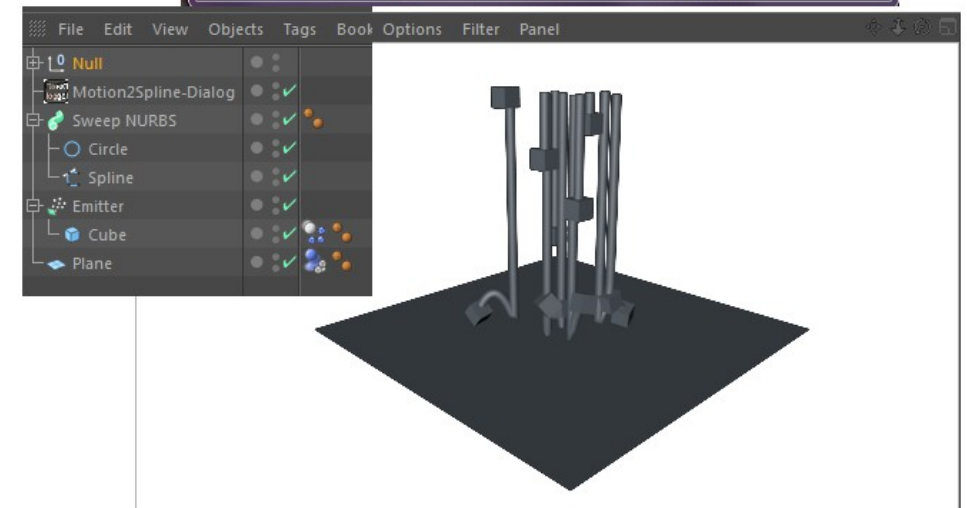 File Edit View Objects Tags Book Options Filter Panel
0 Null
Motion2Spline-Dialog
Sweep NURBS
Circle
Spline
Emitter
Cube
Plane